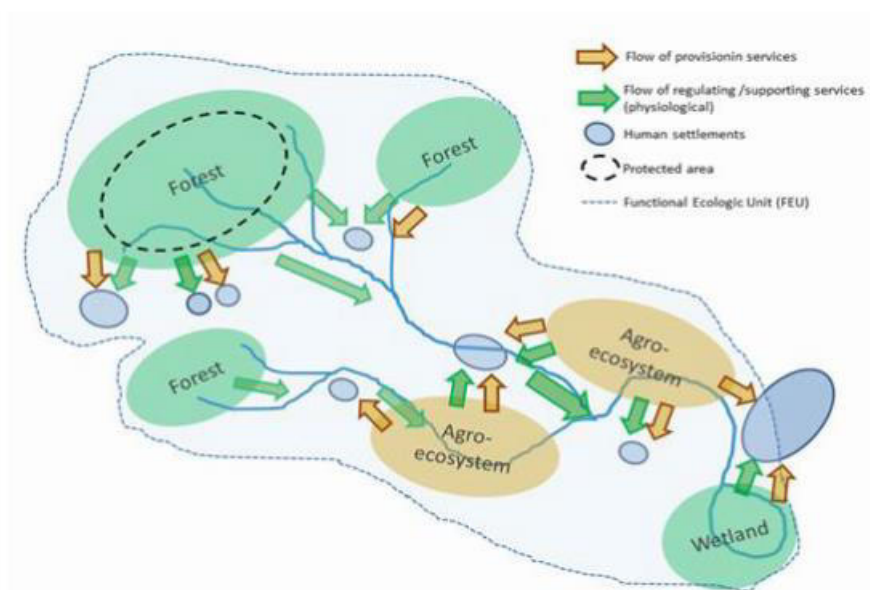 Flow of provisionin services
Flow of regulating /supporting services
(physiological)
Human settlements
Protected area
Functional Ecologic Unit (FEU)
Forest
Forest
Forest
Agro-
ecosystem
Agro-
ecosystem
Wetland